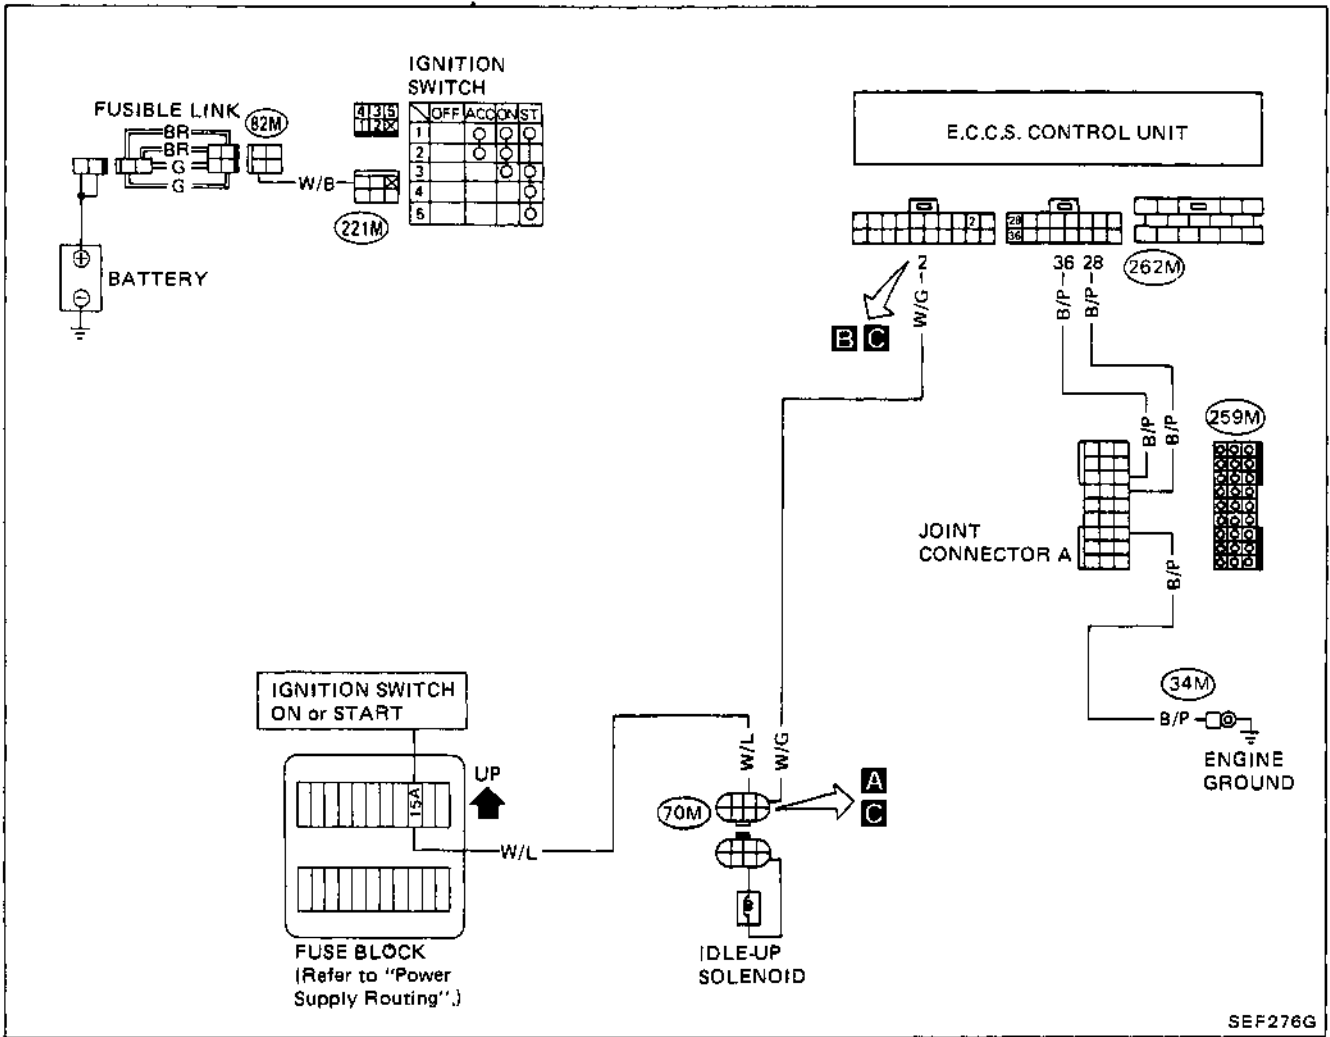 IGNITION
SWITCH
FUSIBLE LINK
82M
BR
BR
G
G
W/B
4 3 5
1 2
221M
OFF ACC ON ST
1
2
3
4
5
BATTERY
E.C.C.S. CONTROL UNIT
2
28
36
2
36 28
262M
W/G
B/P
B/P
B C
B/P
B/P
259M
JOINT
CONNECTOR A
B/P
34M
B/P
ENGINE
GROUND
IGNITION SWITCH
ON or START
15A
UP
W/L
W/L
W/G
70M
A
C
FUSE BLOCK
(Refer to "Power
Supply Routing".)
IDLE-UP
SOLENOID
SEF276G